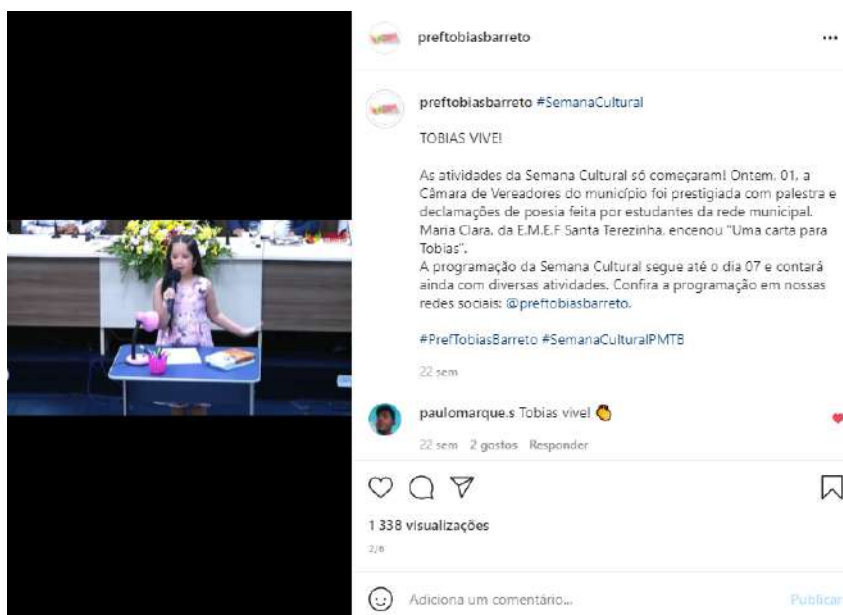 preftobiasbarreto
preftobiasbarreto #SemanaCultural
TOBIAS VIVE!
As atividades da Semana Cultural só começaram! Ontem, 01, a
Câmara de Vereadores do município foi prestigiada com palestra e
declamações de poesia feita por estudantes da rede municipal.
Maria Clara, da E.M.E.F Santa Terezinha, encenou "Uma carta para
Tobias".
A programação da Semana Cultural segue até o dia 07 e contará
ainda com diversas atividades. Confira a programação em nossas
redes sociais: @preftobiasbarreto.
#PrefTobiasBarreto #SemanaCulturalPMTB
22 sem
paulomarque.s Tobias vive! 👏
22 sem 2 gostos Responder
1 338 visualizações
2/6
Adiciona um comentário...
Publicar